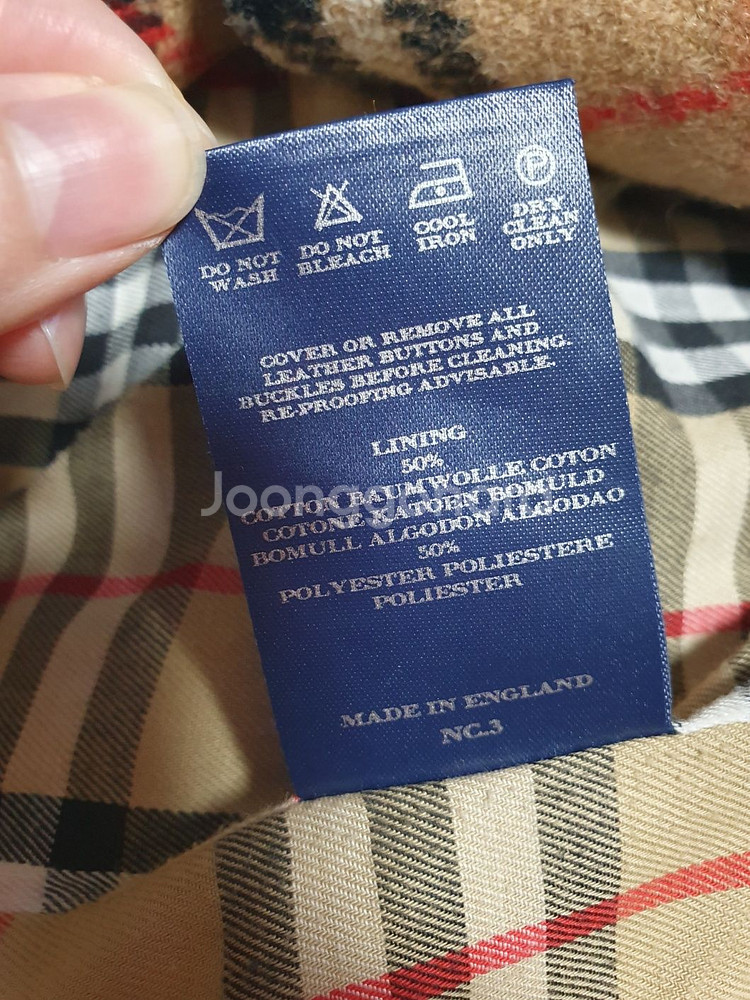 DO NOT WASH
DO NOT BLEACH
COOL IRON
P
DRY CLEAN ONLY
COVER OR REMOVE ALL
LEATHER BUTTONS AND
BUCKLES BEFORE CLEANING.
RE-PROOFING ADVISABLE.
LINING
50%
COTTON BAUMWOLLE COTON
COTONE KATOEN BOMULD
BOMULL ALGODON ALGODAO
50%
POLYESTER POLIESTERE
POLIESTER
MADE IN ENGLAND
NC.3